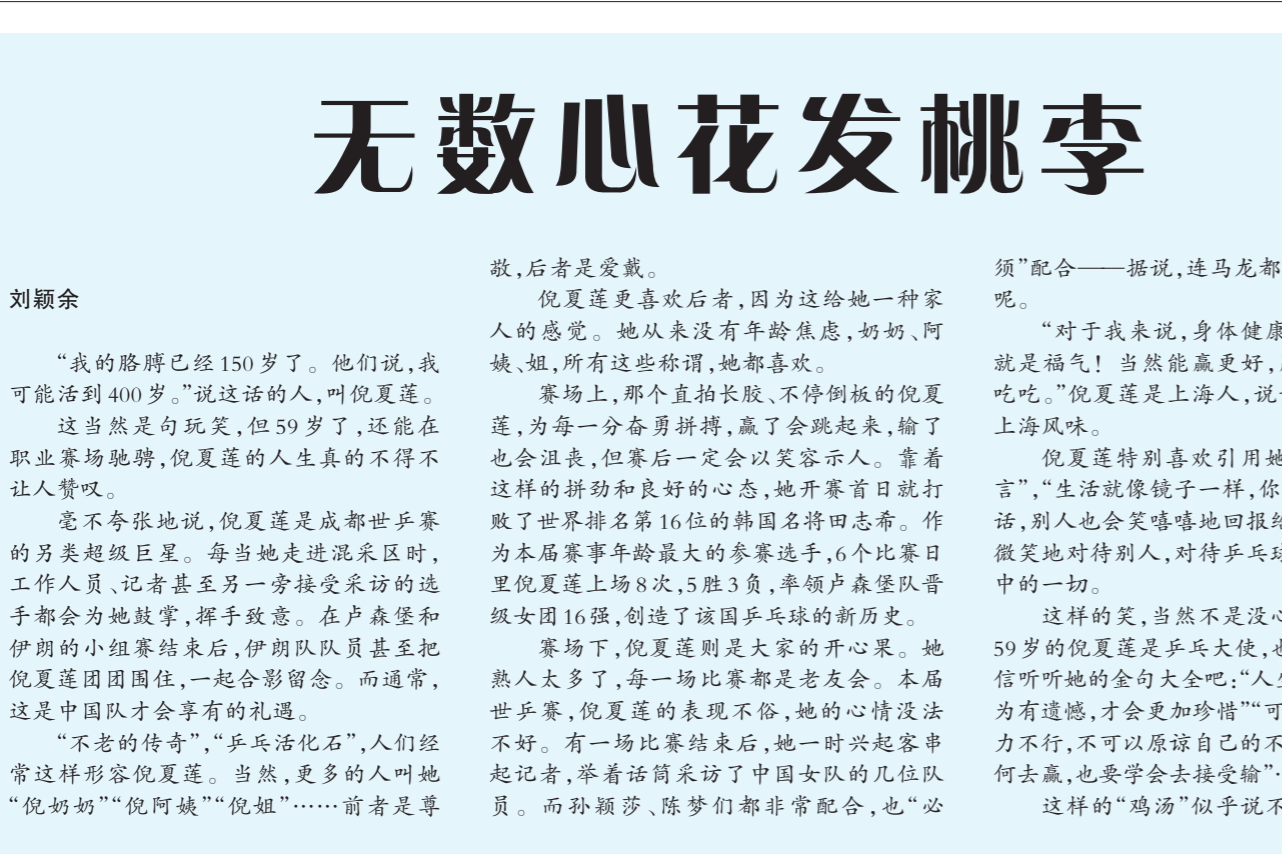 无数心花发桃李
刘颖余
“我的胳膊已经150岁了。他们说,我
可能活到400岁。”说这话的人,叫倪夏莲。
这当然是句玩笑,但59岁了,还能在
职业赛场驰骋,倪夏莲的人生真的不得不
让人赞叹。
毫不夸张地说,倪夏莲是成都世乒赛
的另类超级巨星。每当她走进混采区时,
工作人员、记者甚至另一旁接受采访的选
手都会为她鼓掌,挥手致意。在卢森堡和
伊朗的小组赛结束后,伊朗队队员甚至把
倪夏莲团团围住,一起合影留念。而通常,
这是中国队才会享有的礼遇。
“不老的传奇”,“乒乓活化石”,人们经
常这样形容倪夏莲。当然,更多的人叫她
“倪奶奶”“倪阿姨”“倪姐”……前者是尊
敬,后者是爱戴。
倪夏莲更喜欢后者,因为这给她一种家
人的感觉。她从来没有年龄焦虑,奶奶、阿
姨、姐,所有这些称谓,她都喜欢。
赛场上,那个直拍长胶、不停倒板的倪夏
莲,为每一分奋勇拼搏,赢了会跳起来,输了
也会沮丧,但赛后一定会以笑容示人。靠着
这样的拼劲和良好的心态,她开赛首日就打
败了世界排名第16位的韩国名将田志希。作
为本届赛事年龄最大的参赛选手,6个比赛日
里倪夏莲上场8次,5胜3负,率领卢森堡队晋
级女团16强,创造了该国乒乓球的新历史。
赛场下,倪夏莲则是大家的开心果。她
熟人太多了,每一场比赛都是老友会。本届
世乒赛,倪夏莲的表现不俗,她的心情没法
不好。有一场比赛结束后,她一时兴起客串
起记者,举着话筒采访了中国女队的几位队
员。而孙颖莎、陈梦们都非常配合,也“必
须”配合——据说,连马龙都
呢。
“对于我来说,身体健康
就是福气！当然能赢更好,
吃吃。”倪夏莲是上海人,说
上海风味。
倪夏莲特别喜欢引用她
言”,“生活就像镜子一样,你
话,别人也会笑嘻嘻地回报给
微笑地对待别人,对待乒乓球
中的一切。
这样的笑,当然不是没心
59岁的倪夏莲是乒乓大使,也
信听听她的金句大全吧:“人生
为有遗憾,才会更加珍惜”“可
力不行,不可以原谅自己的不
何去赢,也要学会去接受输”…
这样的“鸡汤”似乎说不